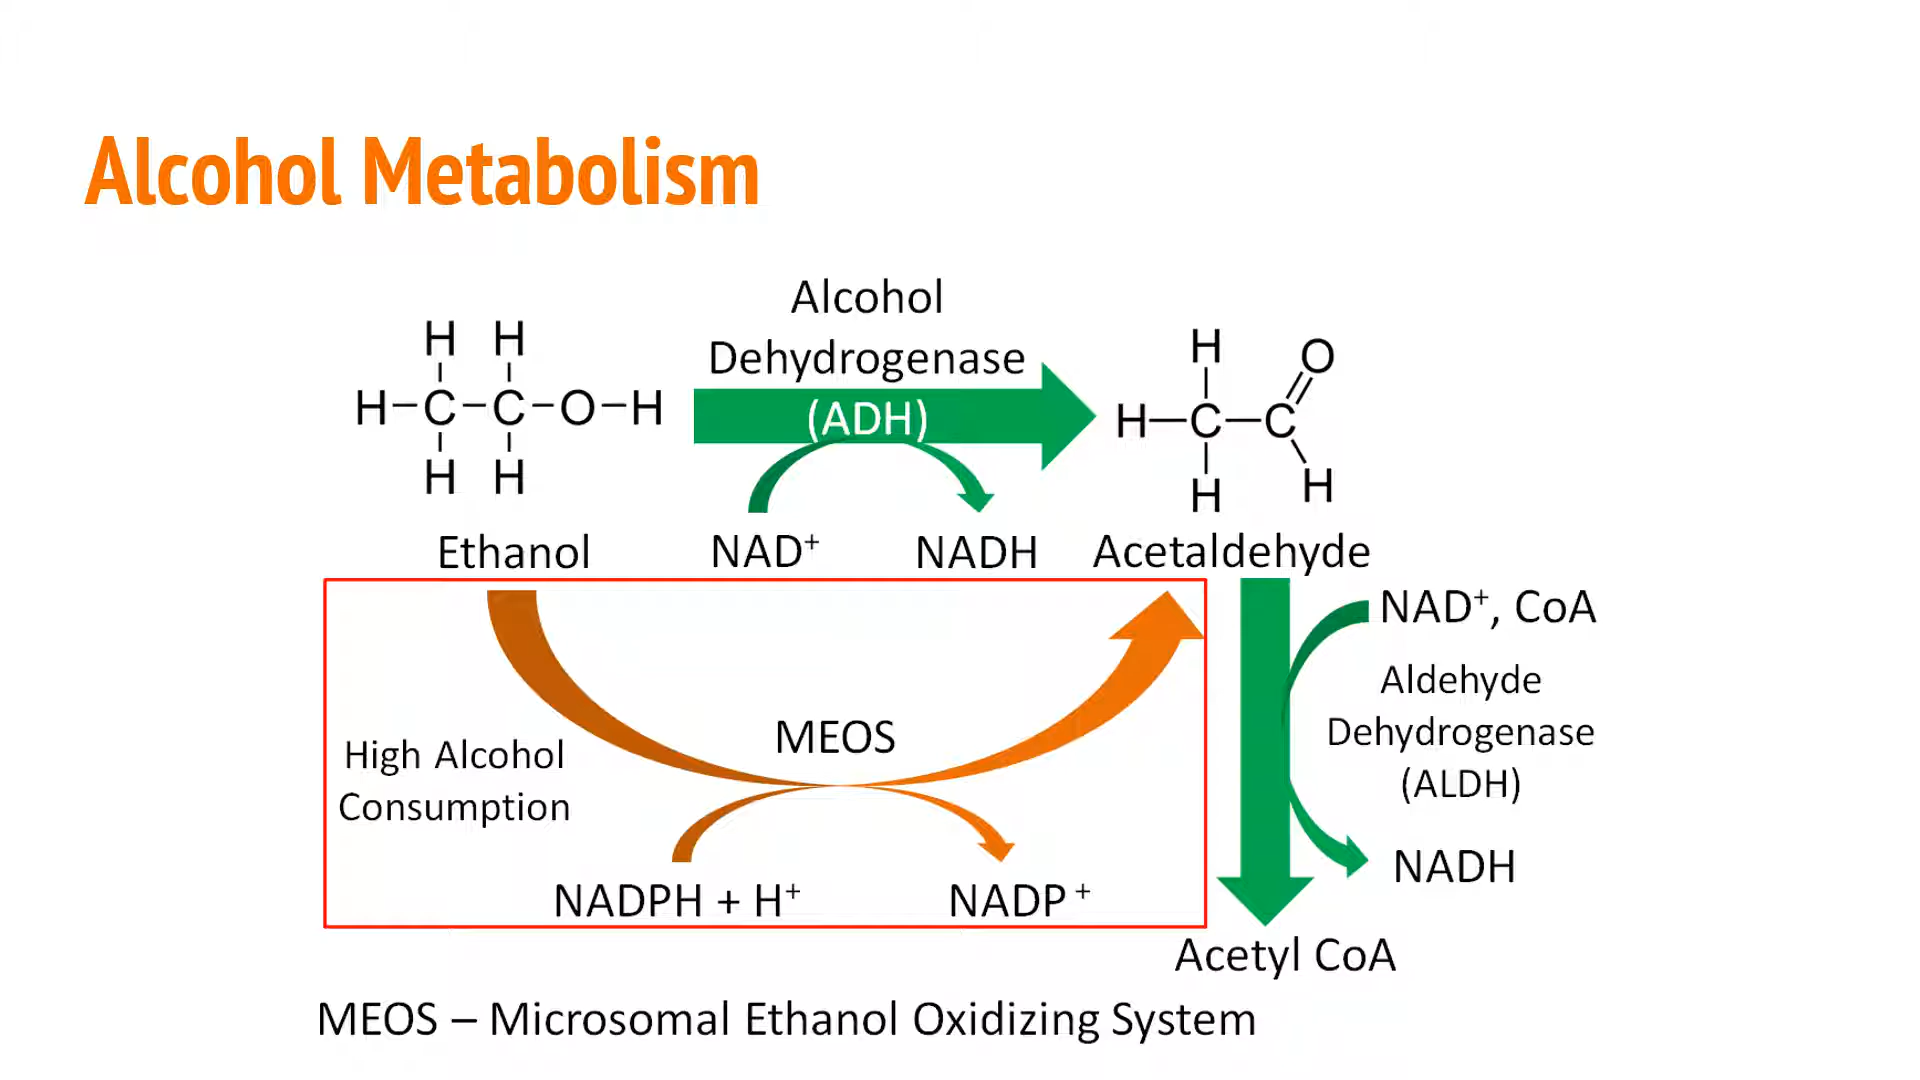 Alcohol Metabolism
Alcohol
Dehydrogenase
(ADH)
H H
H–C–C–O–H
H H
H O
H–C–C
H H
Ethanol
NAD⁺
NADH
Acetaldehyde
NAD⁺, CoA
Aldehyde
Dehydrogenase
(ALDH)
NADH
MEOS
High Alcohol
Consumption
NADPH + H⁺
NADP⁺
Acetyl CoA
MEOS – Microsomal Ethanol Oxidizing System